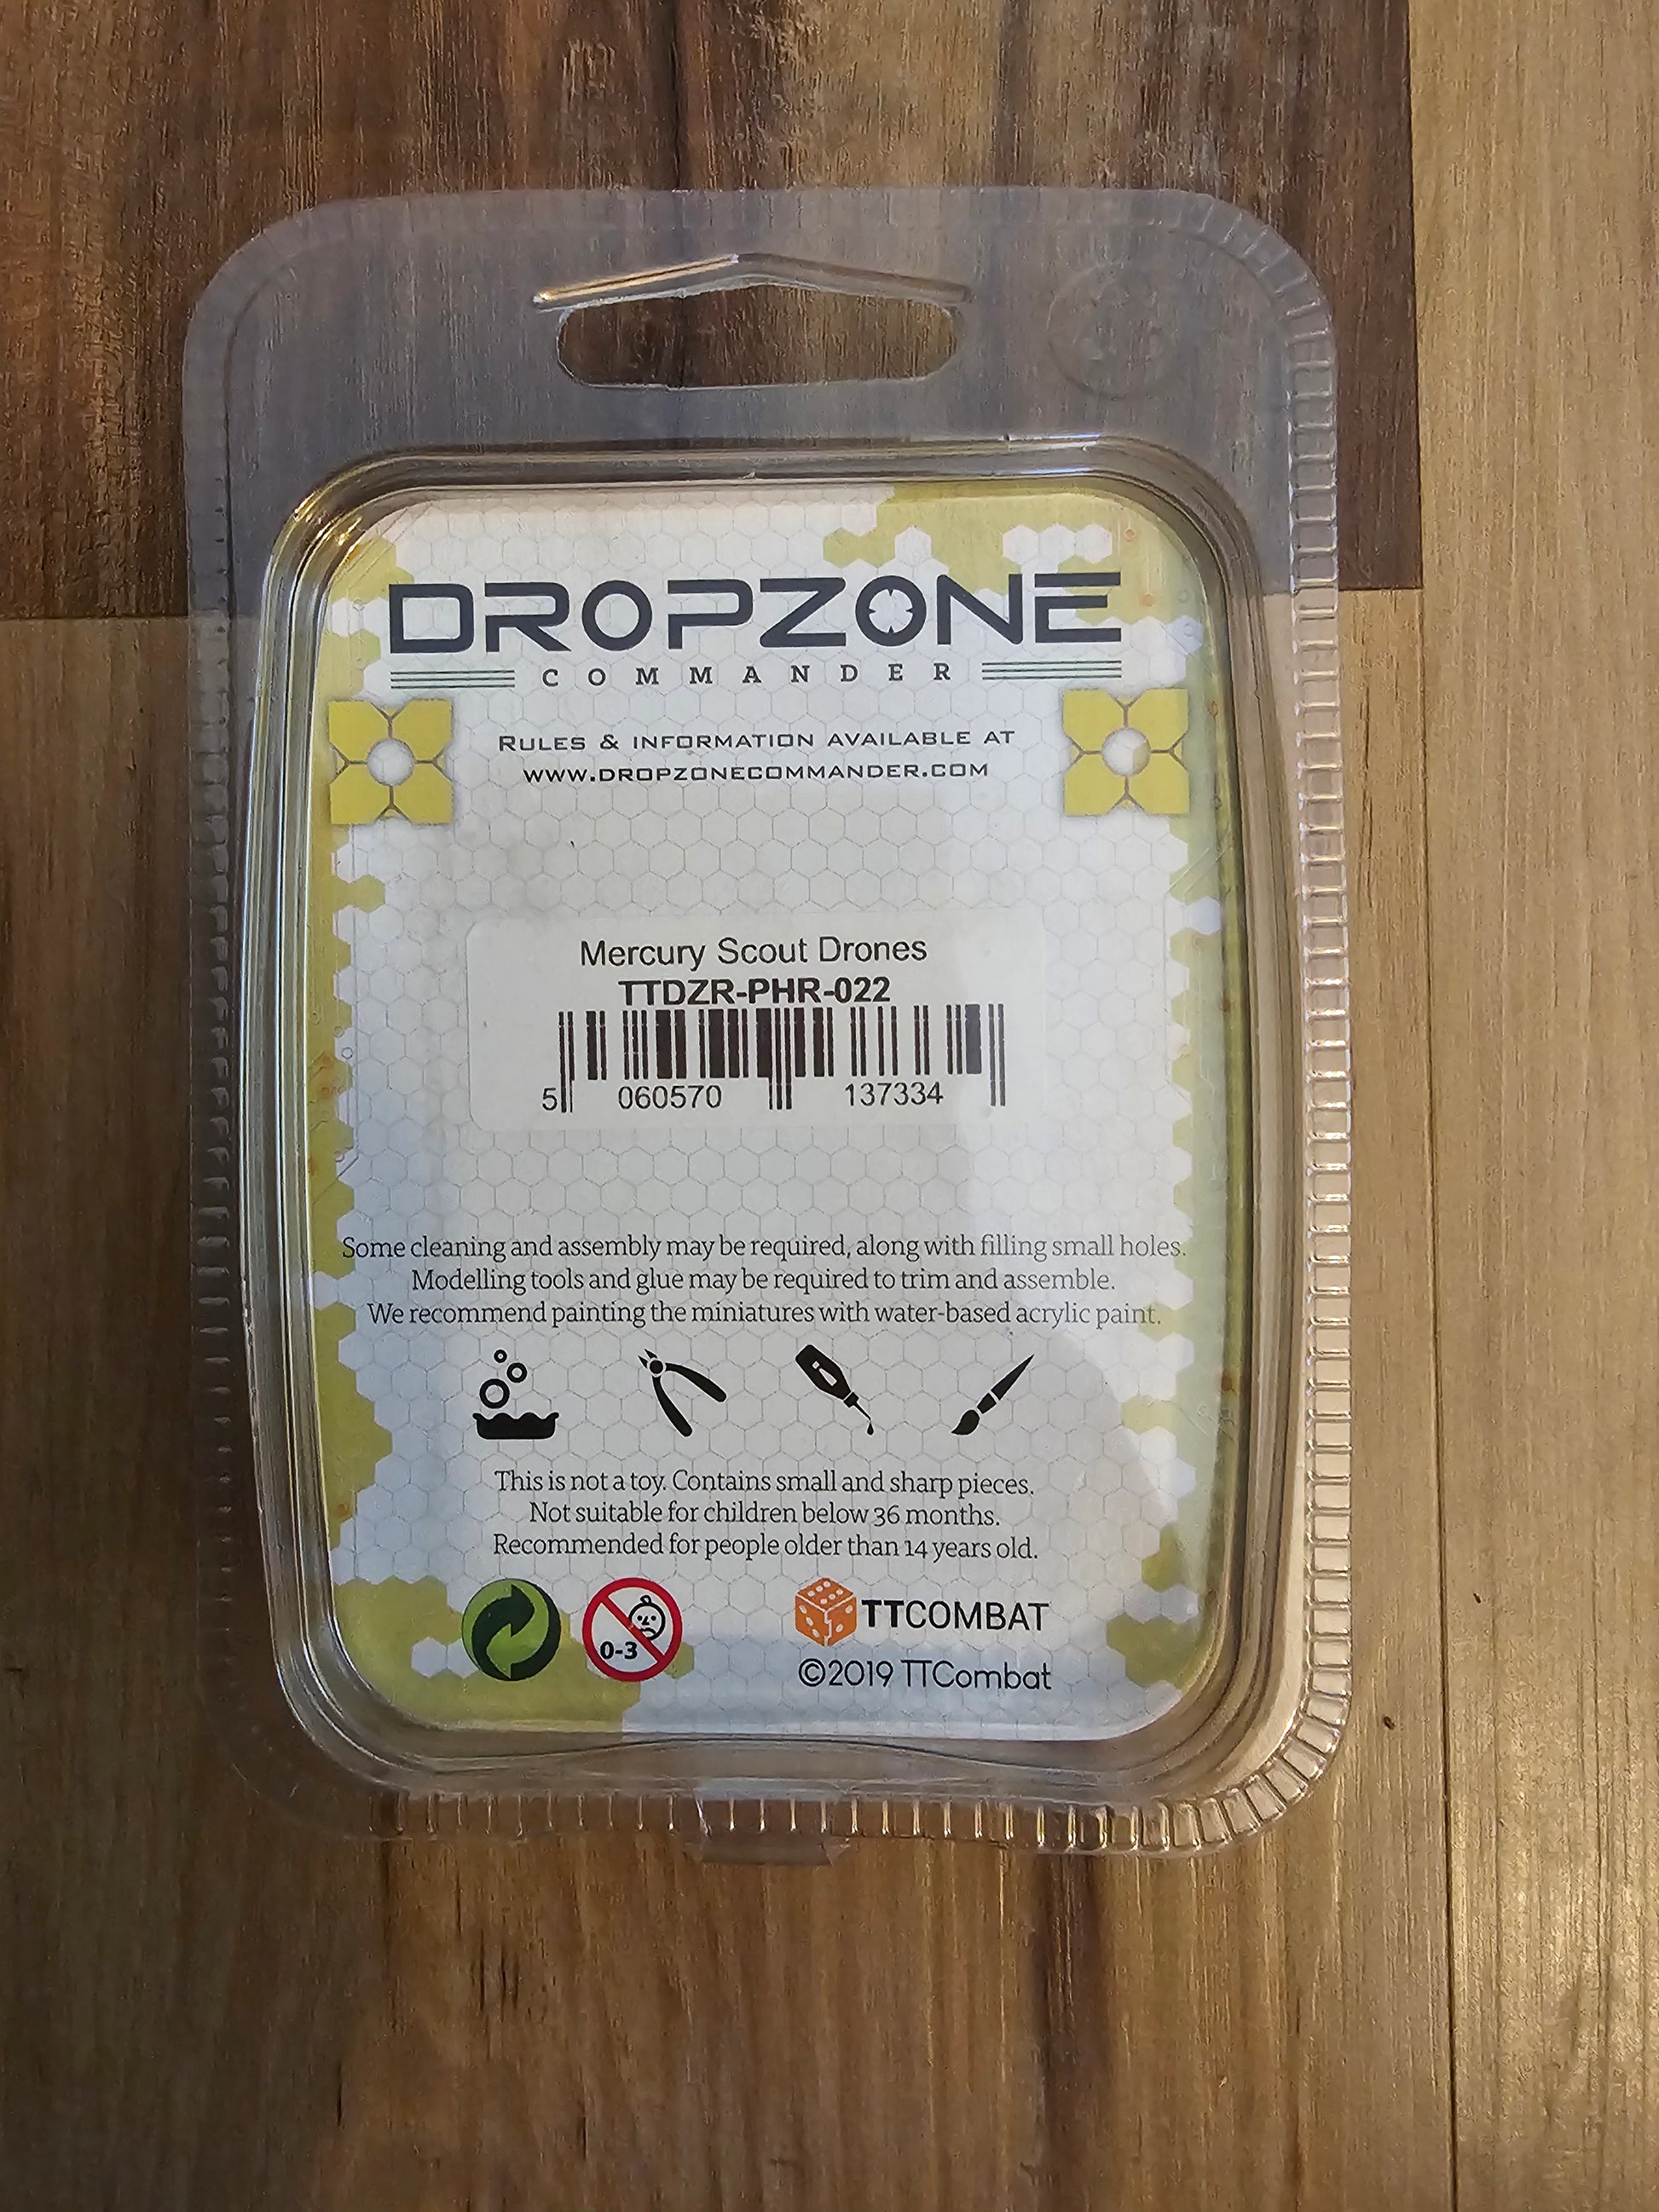 DROPZONE
COMMANDER
RULES & INFORMATION AVAILABLE AT
WWW.DROPZONECOMMANDER.COM
Mercury Scout Drones
TTDZR-PHR-022
5 060570 137334
Some cleaning and assembly may be required, along with filling small holes.
Modelling tools and glue may be required to trim and assemble.
We recommend painting the miniatures with water-based acrylic paint.
This is not a toy. Contains small and sharp pieces.
Not suitable for children below 36 months.
Recommended for people older than 14 years old.
0-3
TTCOMBAT
©2019 TTCombat